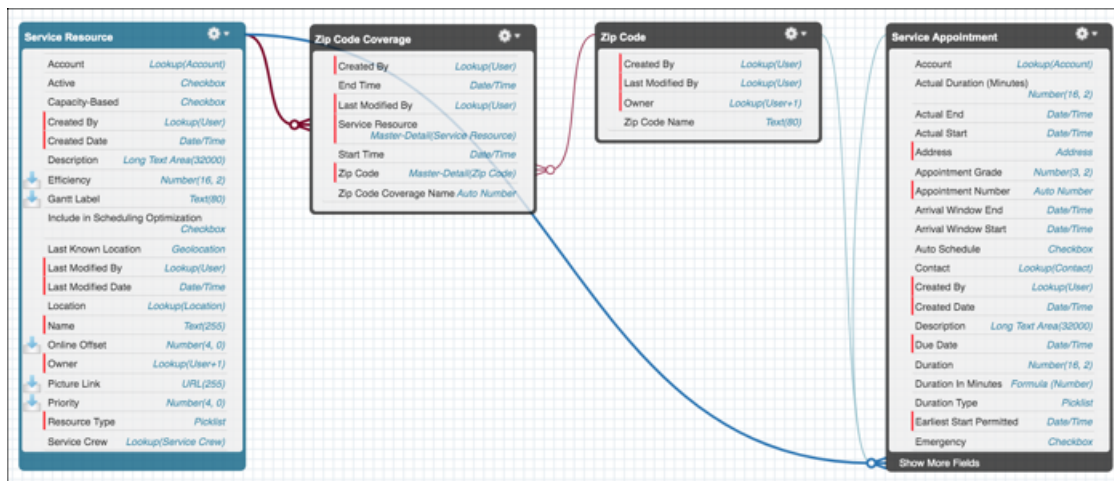 Service Resource
Account Lookup(Account)
Active Checkbox
Capacity-Based Checkbox
Created By Lookup(User)
Created Date Date/Time
Description Long Text Area(32000)
Efficiency Number(16, 2)
Gantt Label Text(80)
Include in Scheduling Optimization
Checkbox
Last Known Location Geolocation
Last Modified By Lookup(User)
Last Modified Date Date/Time
Location Lookup(Location)
Name Text(255)
Online Offset Number(4, 0)
Owner Lookup(User+1)
Picture Link URL(255)
Priority Number(4, 0)
Resource Type Picklist
Service Crew Lookup(Service Crew)
Zip Code Coverage
Created By Lookup(User)
End Time Date/Time
Last Modified By Lookup(User)
Service Resource
Master-Detail(Service Resource)
Start Time Date/Time
Zip Code Master-Detail(Zip Code)
Zip Code Coverage Name Auto Number
Zip Code
Created By Lookup(User)
Last Modified By Lookup(User)
Owner Lookup(User+1)
Zip Code Name Text(80)
Service Appointment
Account Lookup(Account)
Actual Duration (Minutes)
Number(16, 2)
Actual End Date/Time
Actual Start Date/Time
Address Address
Appointment Grade Number(3, 2)
Appointment Number Auto Number
Arrival Window End Date/Time
Arrival Window Start Date/Time
Auto Schedule Checkbox
Contact Lookup(Contact)
Created By Lookup(User)
Created Date Date/Time
Description Long Text Area(32000)
Due Date Date/Time
Duration Number(16, 2)
Duration In Minutes Formula (Number)
Duration Type Picklist
Earliest Start Permitted Date/Time
Emergency Checkbox
Show More Fields